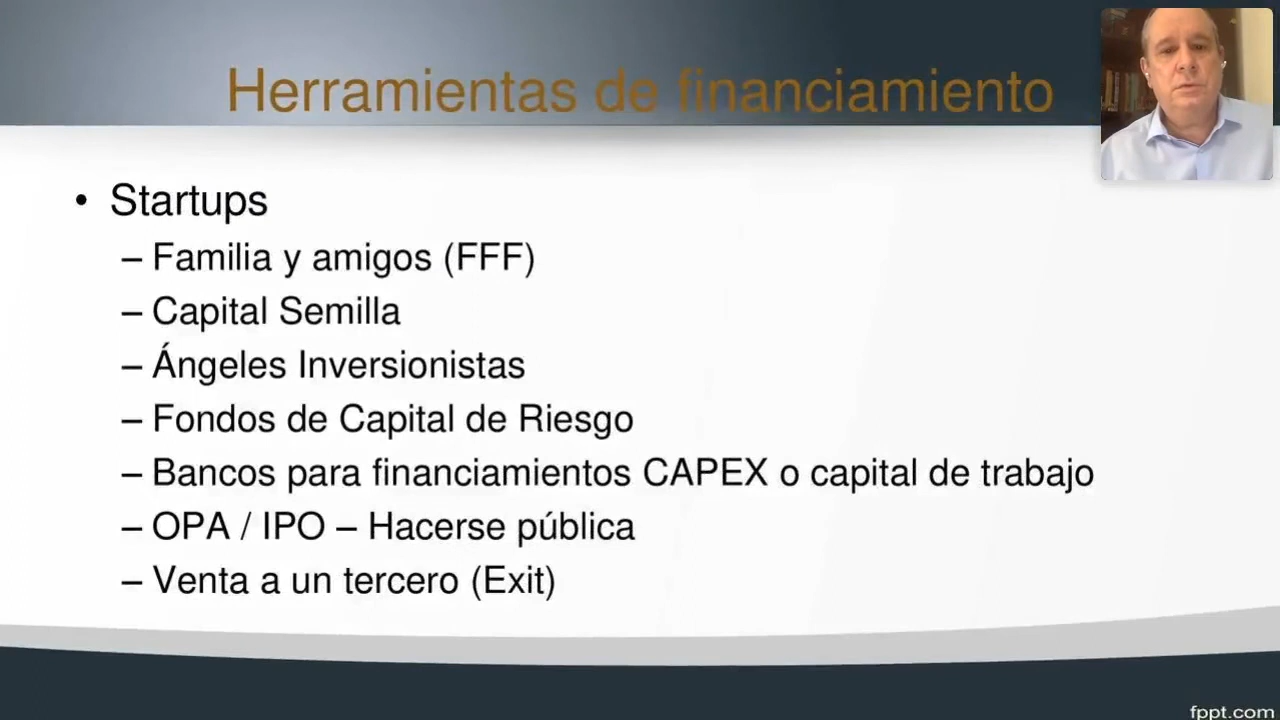 Herramientas de financiamiento
• Startups
– Familia y amigos (FFF)
– Capital Semilla
– Ángeles Inversionistas
– Fondos de Capital de Riesgo
– Bancos para financiamientos CAPEX o capital de trabajo
– OPA / IPO – Hacerse pública
– Venta a un tercero (Exit)
fppt.com